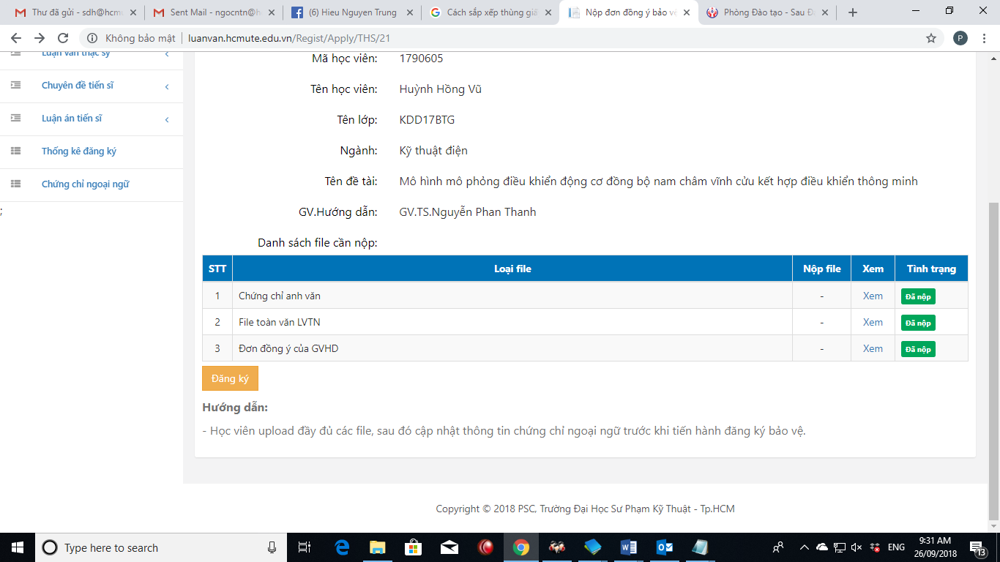 Thư đã gửi - sdh@hcm
Sent Mail - ngocntn@h
(6) Hieu Nguyen Trung
Cách sắp xếp thùng giấ
Nộp đơn đồng ý bảo vệ
Phòng Đào tạo - Sau Đ
Không bảo mật | luanvan.hcmute.edu.vn/Regist/Apply/THS/21
P
Luận văn thạc sỹ
Chuyên đề tiến sĩ
Luận án tiến sĩ
Thống kê đăng ký
Chứng chỉ ngoại ngữ
;
Mã học viên: 1790605
Tên học viên: Huỳnh Hồng Vũ
Tên lớp: KDD17BTG
Ngành: Kỹ thuật điện
Tên đề tài: Mô hình mô phỏng điều khiển động cơ đồng bộ nam châm vĩnh cửu kết hợp điều khiển thông minh
GV.Hướng dẫn: GV.TS.Nguyễn Phan Thanh
Danh sách file cần nộp:
STT Loại file Nộp file Xem Tình trạng
1 Chứng chỉ anh văn - Xem Đã nộp
2 File toàn văn LVTN - Xem Đã nộp
3 Đơn đồng ý của GVHD - Xem Đã nộp
Đăng ký
Hướng dẫn:
- Học viên upload đầy đủ các file, sau đó cập nhật thông tin chứng chỉ ngoại ngữ trước khi tiến hành đăng ký bảo vệ.
Copyright © 2018 PSC, Trường Đại Học Sư Phạm Kỹ Thuật - Tp.HCM
Type here to search
ENG
9:31 AM
26/09/2018
13